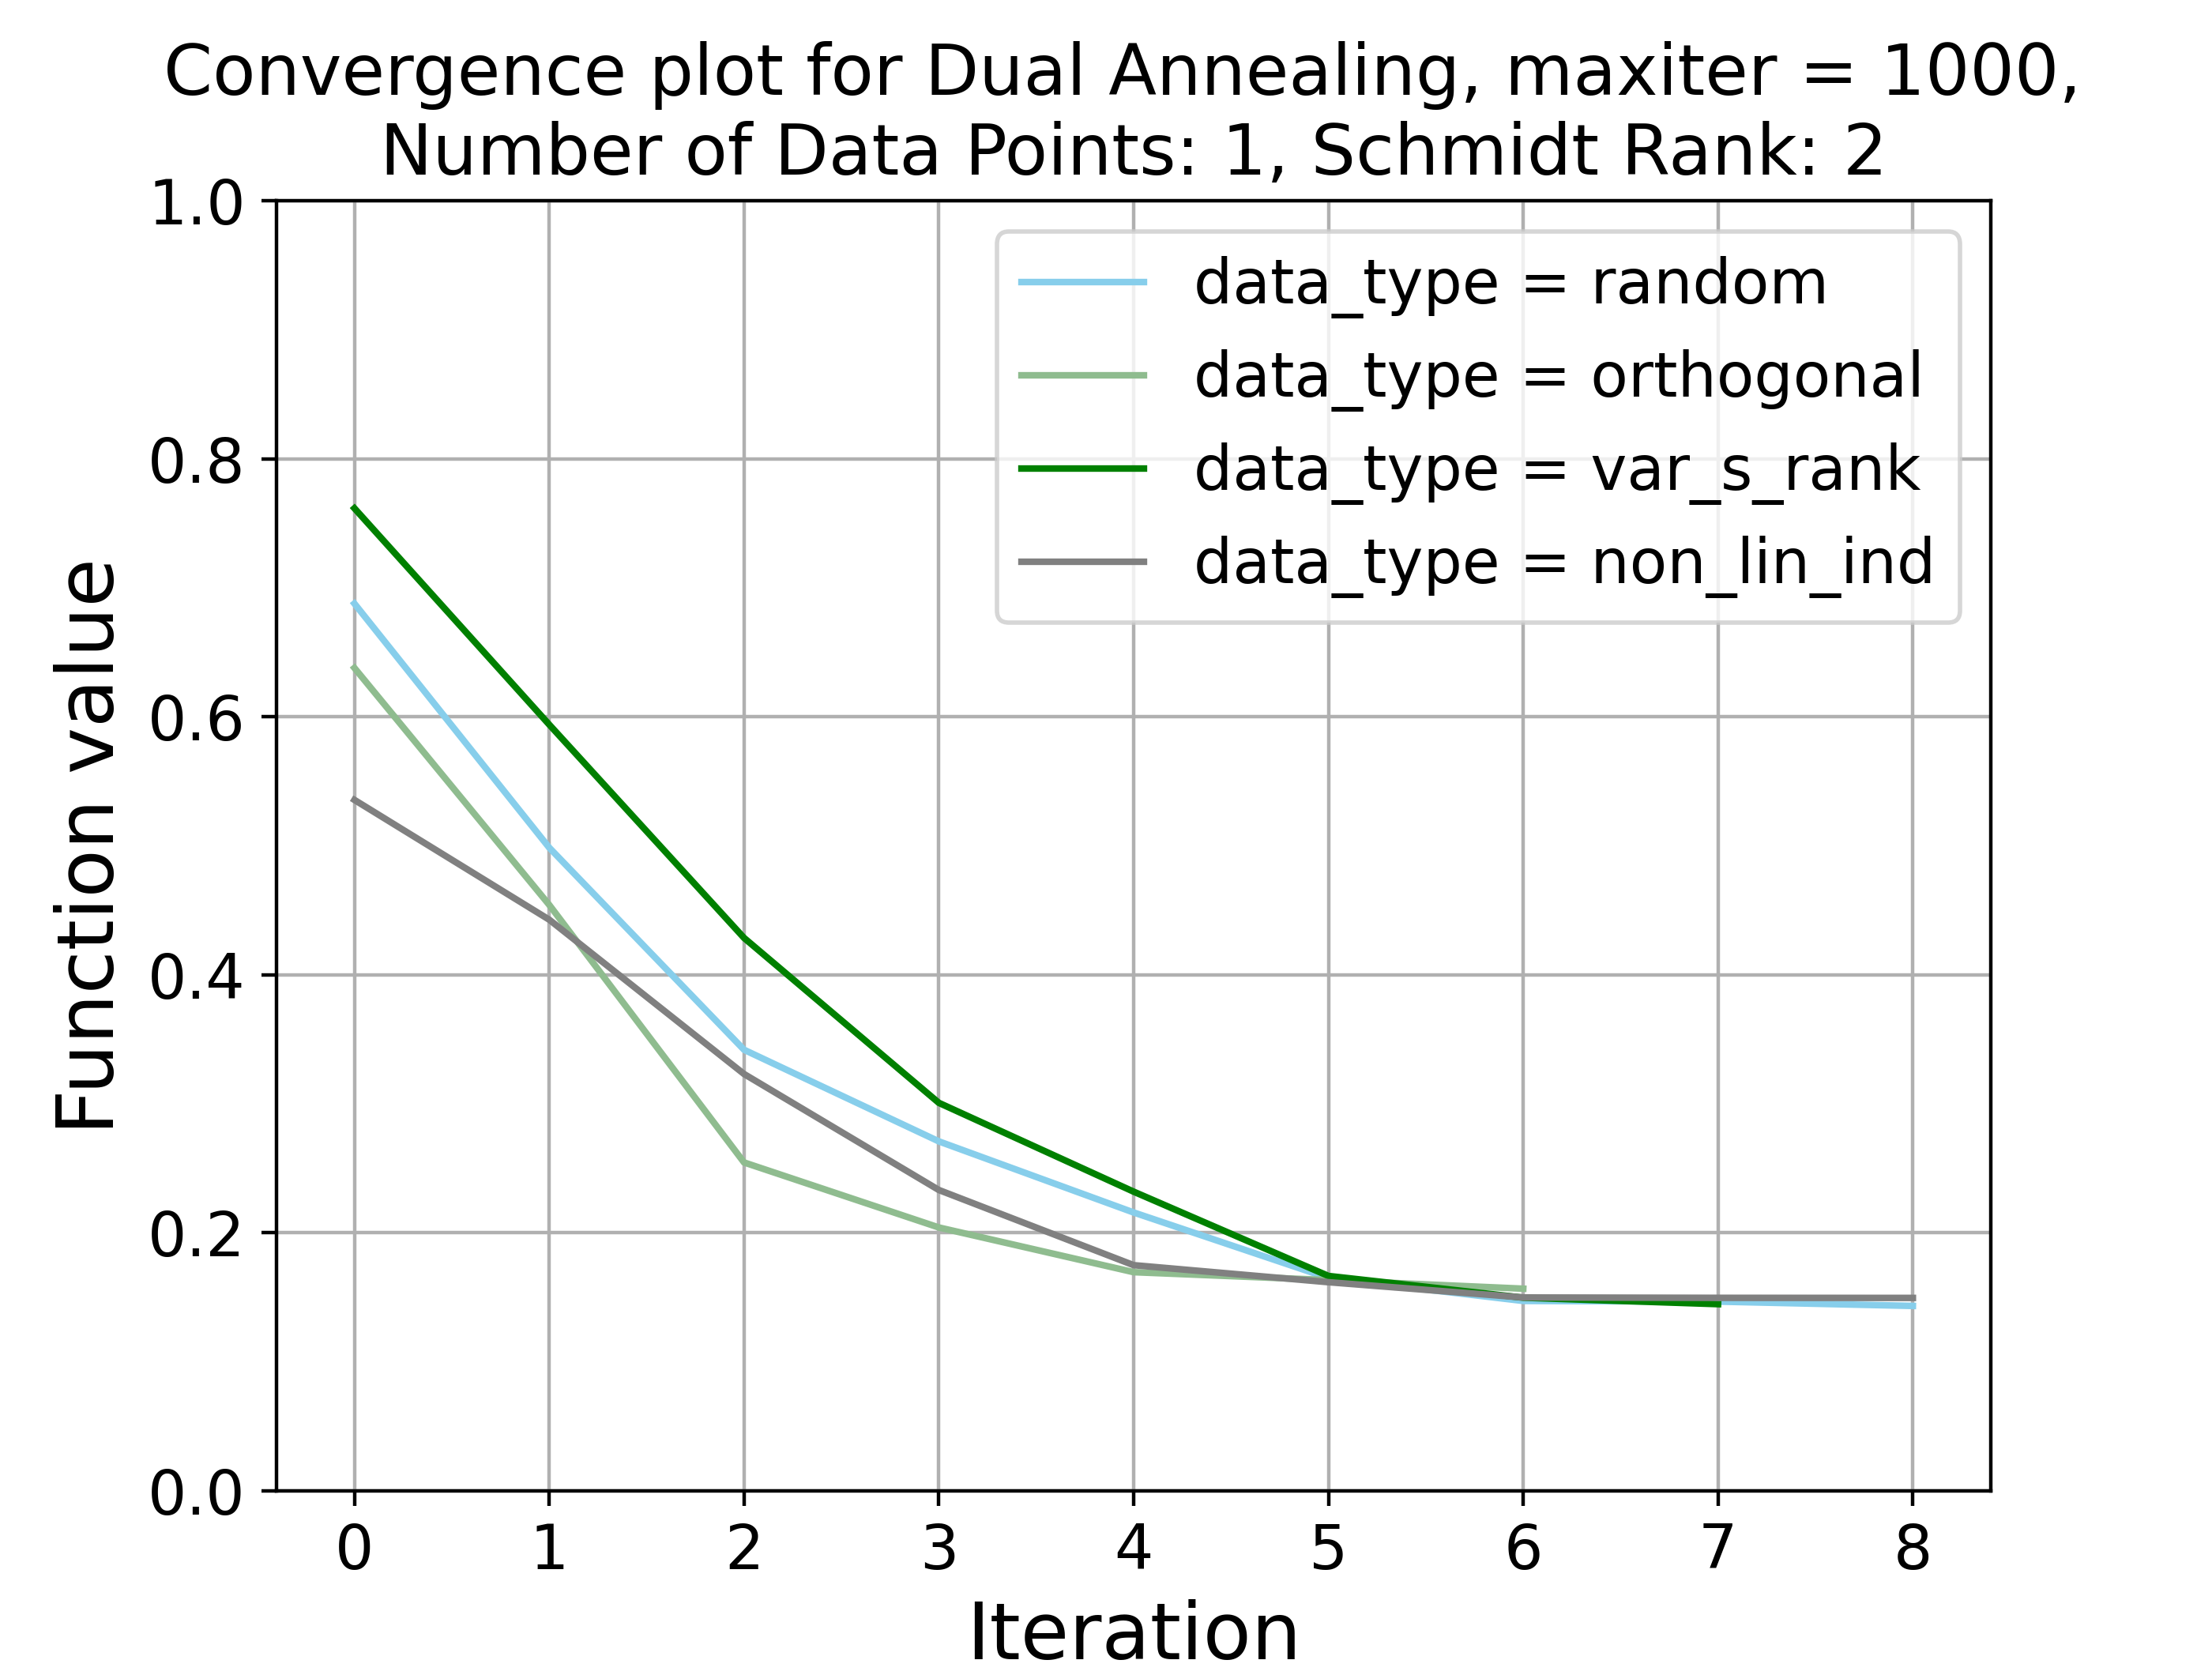 Convergence plot for Dual Annealing, maxiter = 1000,
Number of Data Points: 1, Schmidt Rank: 2
1.0
0.8
0.6
0.4
0.2
0.0
Function value
data_type = random
data_type = orthogonal
data_type = var_s_rank
data_type = non_lin_ind
0 1 2 3 4 5 6 7 8
Iteration